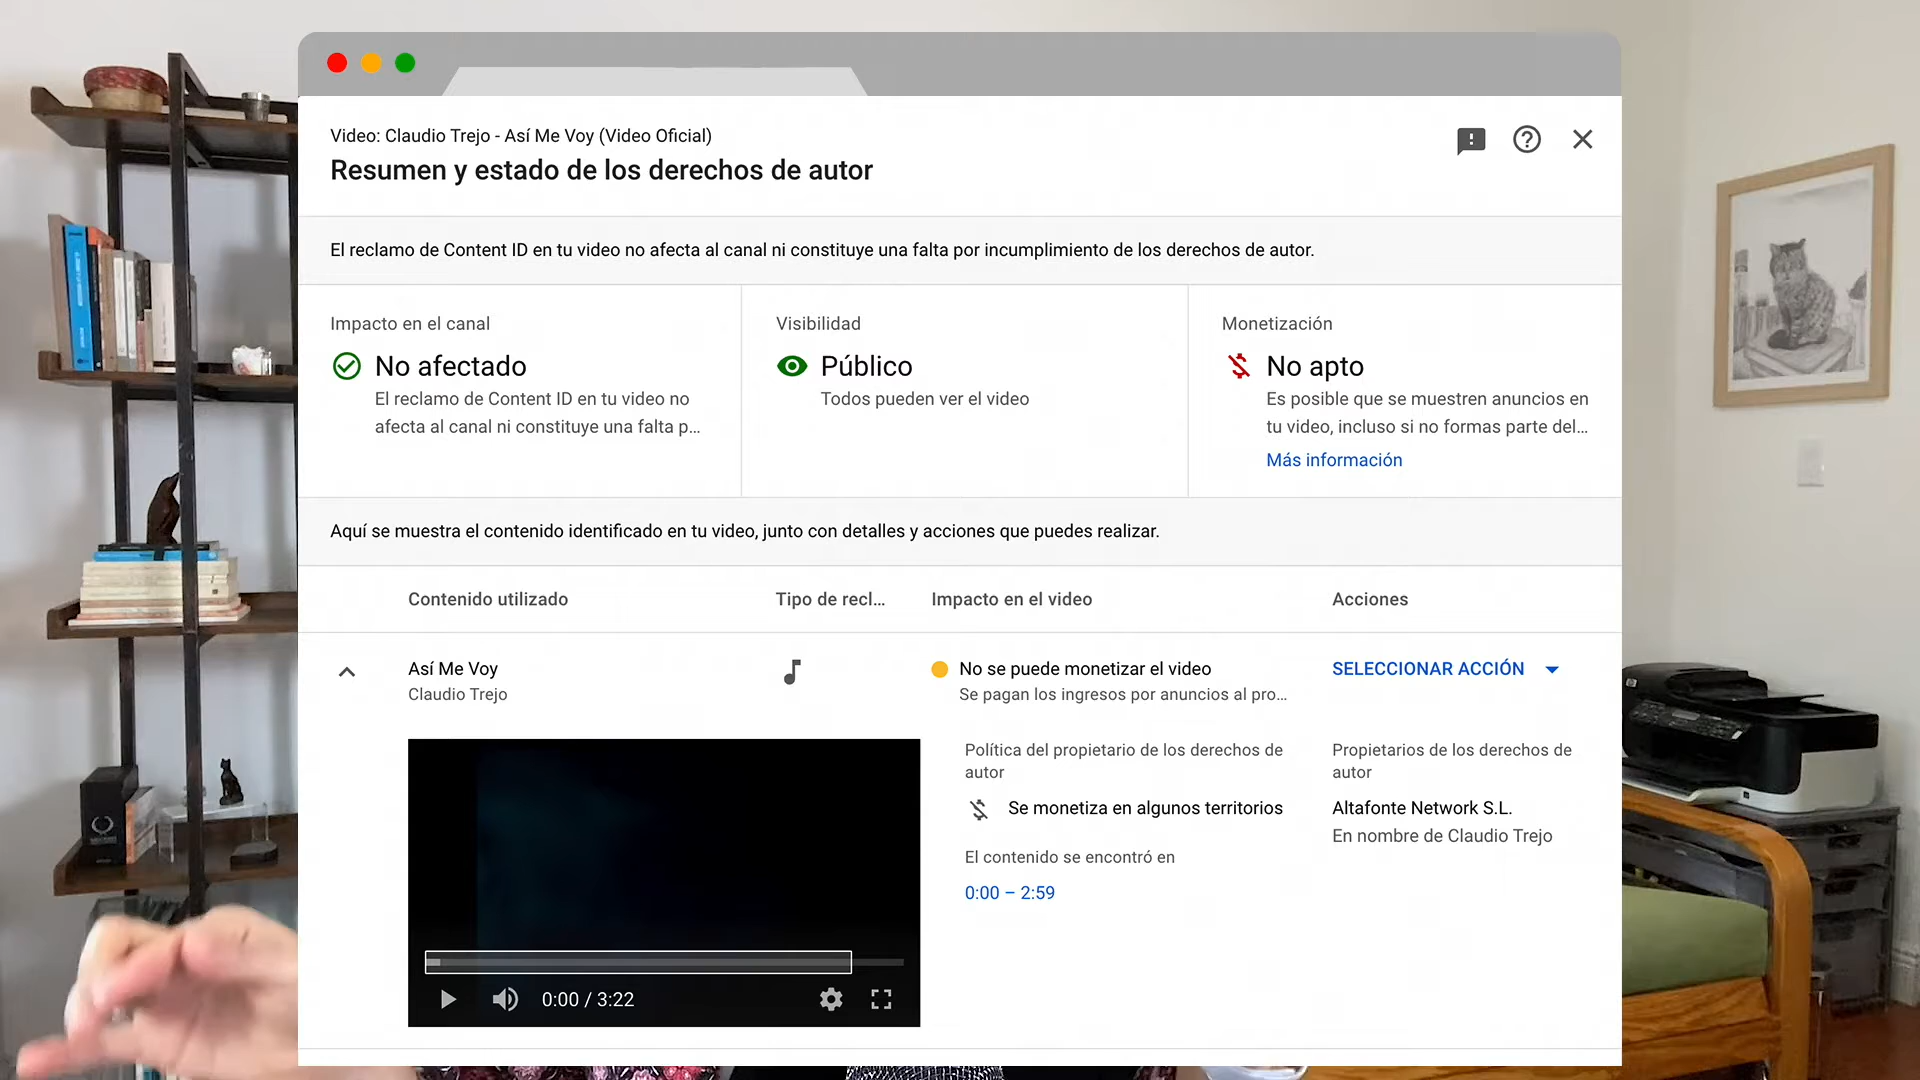 Video: Claudio Trejo - Así Me Voy (Video Oficial)
Resumen y estado de los derechos de autor
El reclamo de Content ID en tu video no afecta al canal ni constituye una falta por incumplimiento de los derechos de autor.
Impacto en el canal
No afectado
El reclamo de Content ID en tu video no
afecta al canal ni constituye una falta p...
Visibilidad
Público
Todos pueden ver el video
Monetización
No apto
Es posible que se muestren anuncios en
tu video, incluso si no formas parte del...
Más información
Aquí se muestra el contenido identificado en tu video, junto con detalles y acciones que puedes realizar.
Contenido utilizado
Tipo de recl...
Impacto en el video
Acciones
Así Me Voy
Claudio Trejo
No se puede monetizar el video
Se pagan los ingresos por anuncios al pro...
SELECCIONAR ACCIÓN
0:00 / 3:22
Política del propietario de los derechos de
autor
Se monetiza en algunos territorios
El contenido se encontró en
0:00 – 2:59
Propietarios de los derechos de
autor
Altafonte Network S.L.
En nombre de Claudio Trejo